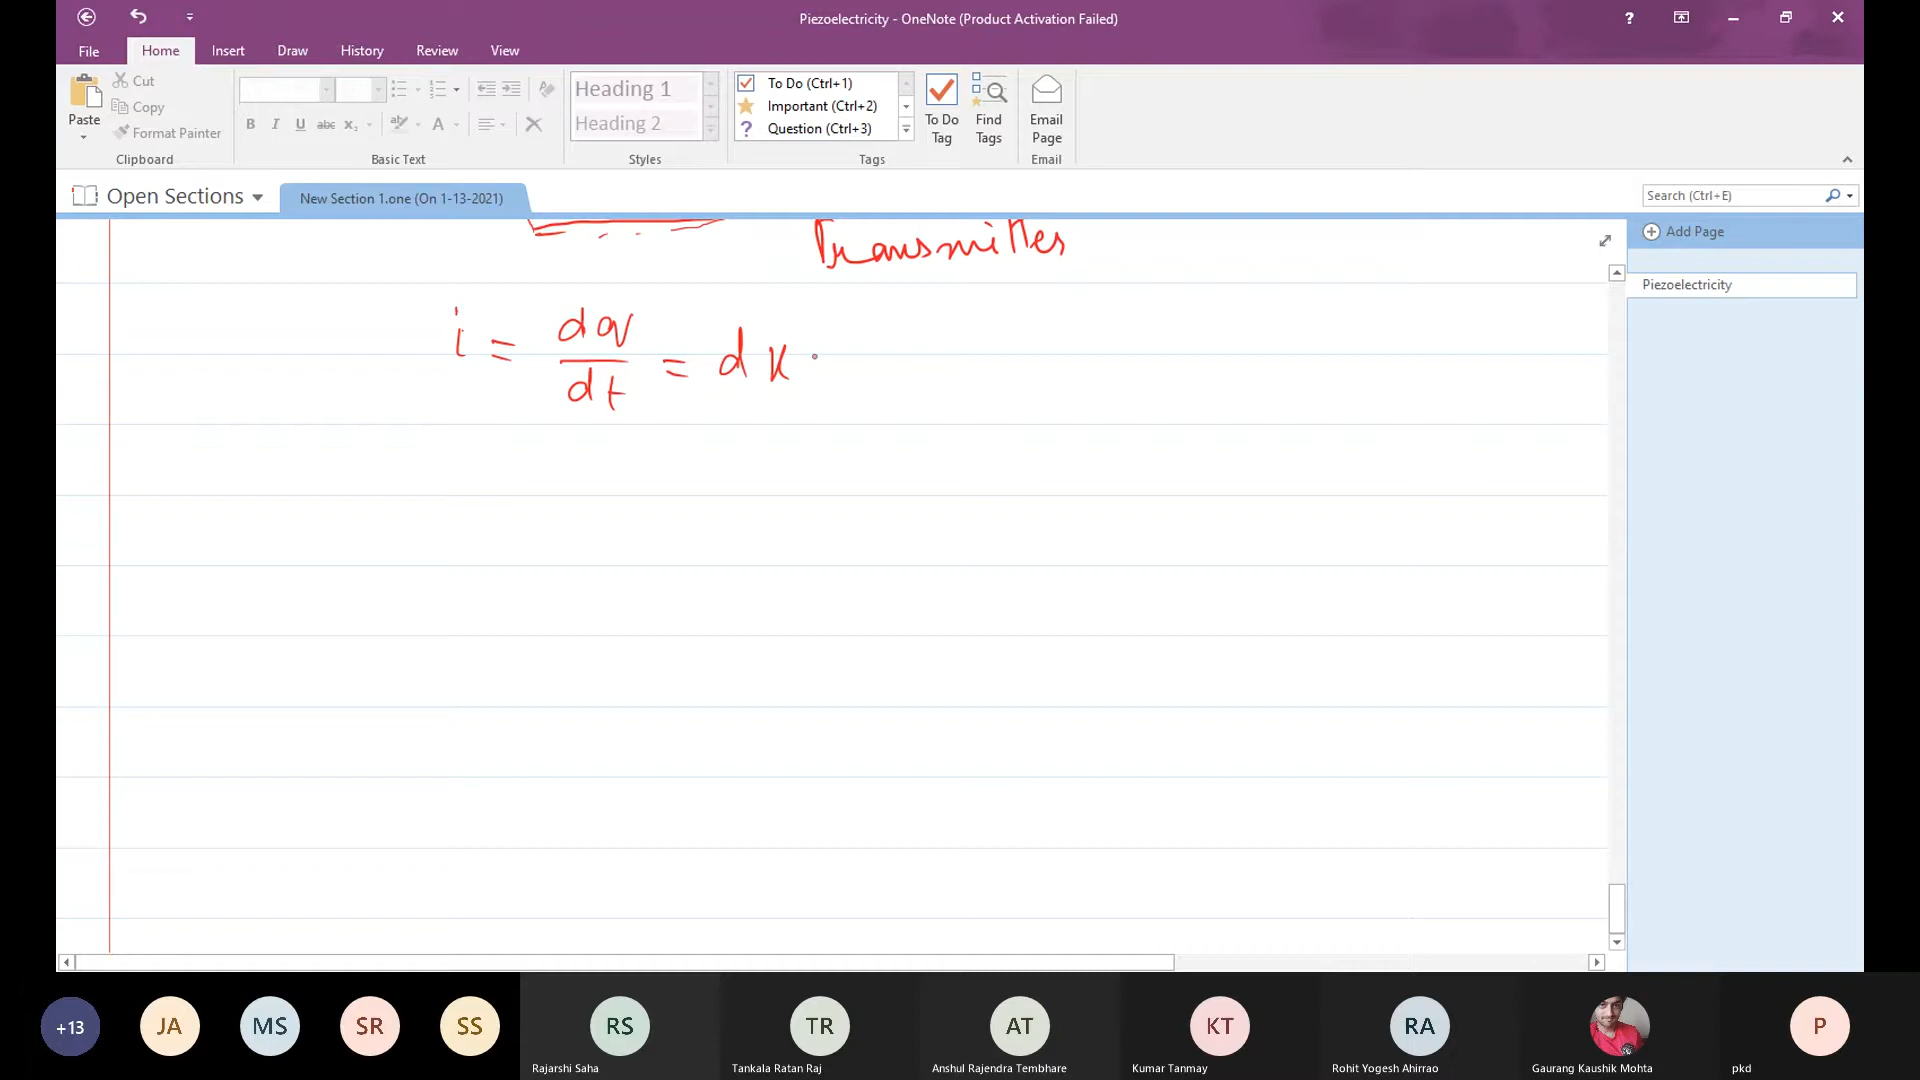 Piezoelectricity - OneNote (Product Activation Failed)
?
File Home Insert Draw History Review View
Paste
Cut
Copy
Format Painter
Clipboard
B I U abc x₂ ab A
Basic Text
Heading 1
Heading 2
Styles
To Do (Ctrl+1)
Important (Ctrl+2)
? Question (Ctrl+3)
Tags
To Do
Tag
Find
Tags
Email
Page
Email
Open Sections
New Section 1.one (On 1-13-2021)
Search (Ctrl+E)
Add Page
Piezoelectricity
Transmitter
i = dq/dt = d K
+13
JA
MS
SR
SS
RS
TR
AT
KT
RA
P
Rajarshi Saha
Tankala Ratan Raj
Anshul Rajendra Tembhare
Kumar Tanmay
Rohit Yogesh Ahirrao
Gaurang Kaushik Mohta
pkd